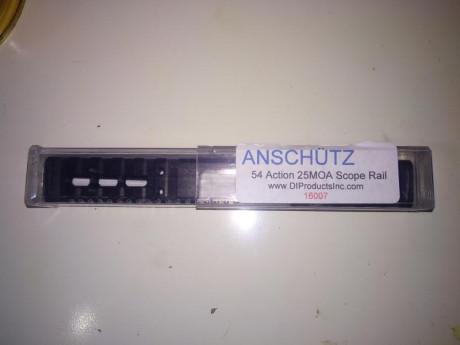 ANSCHÜTZ
54 Action 25MOA Scope Rail
www.DIProductsInc.com
16007